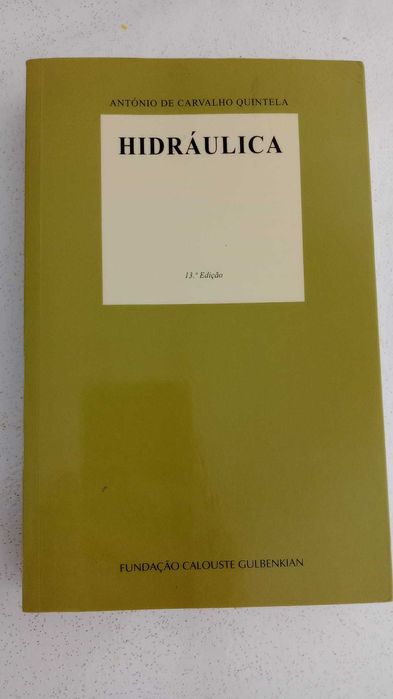 ANTÓNIO DE CARVALHO QUINTELA
HIDRÁULICA
13.ª Edição
FUNDAÇÃO CALOUSTE GULBENKIAN